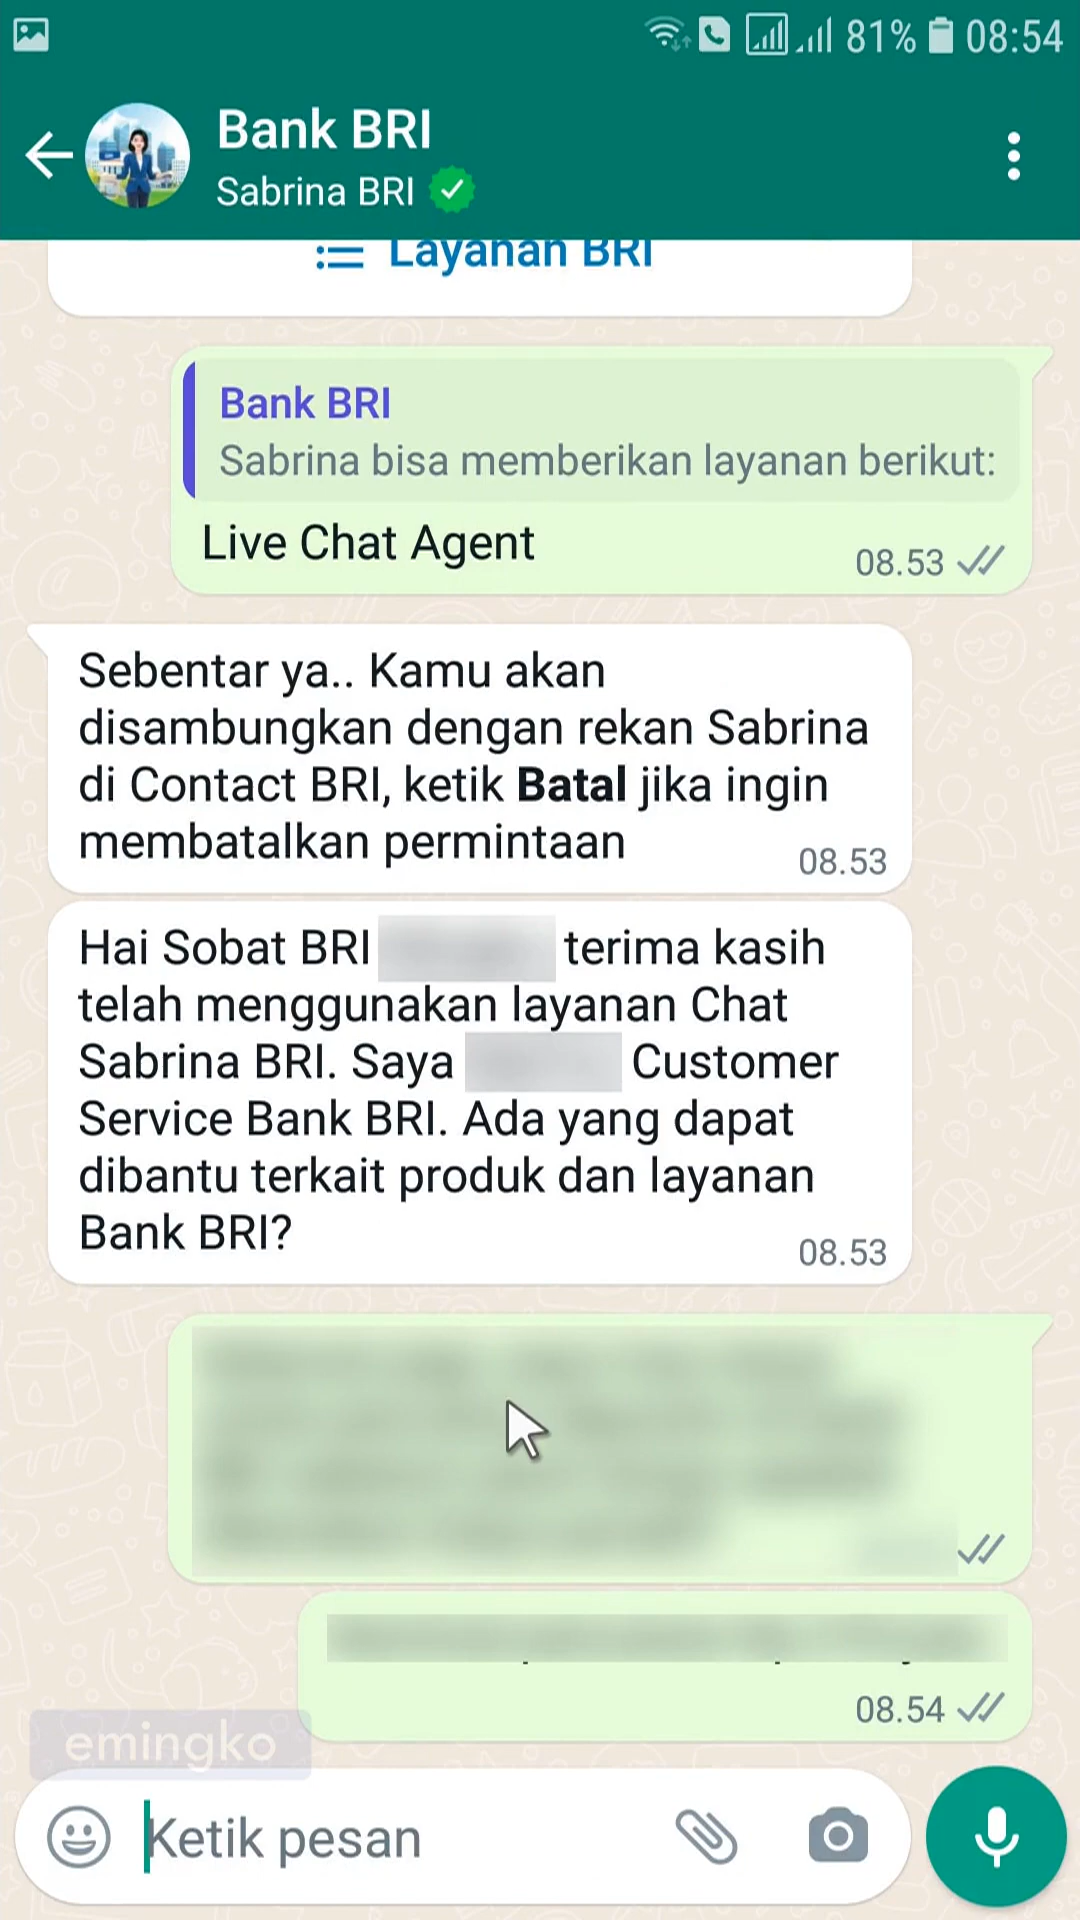 81% 08:54
Bank BRI
Sabrina BRI
Layanan BRI
Bank BRI
Sabrina bisa memberikan layanan berikut:
Live Chat Agent
08.53
Sebentar ya.. Kamu akan
disambungkan dengan rekan Sabrina
di Contact BRI, ketik Batal jika ingin
membatalkan permintaan
08.53
Hai Sobat BRI terima kasih
telah menggunakan layanan Chat
Sabrina BRI. Saya Customer
Service Bank BRI. Ada yang dapat
dibantu terkait produk dan layanan
Bank BRI?
08.53
08.54
emingko
Ketik pesan